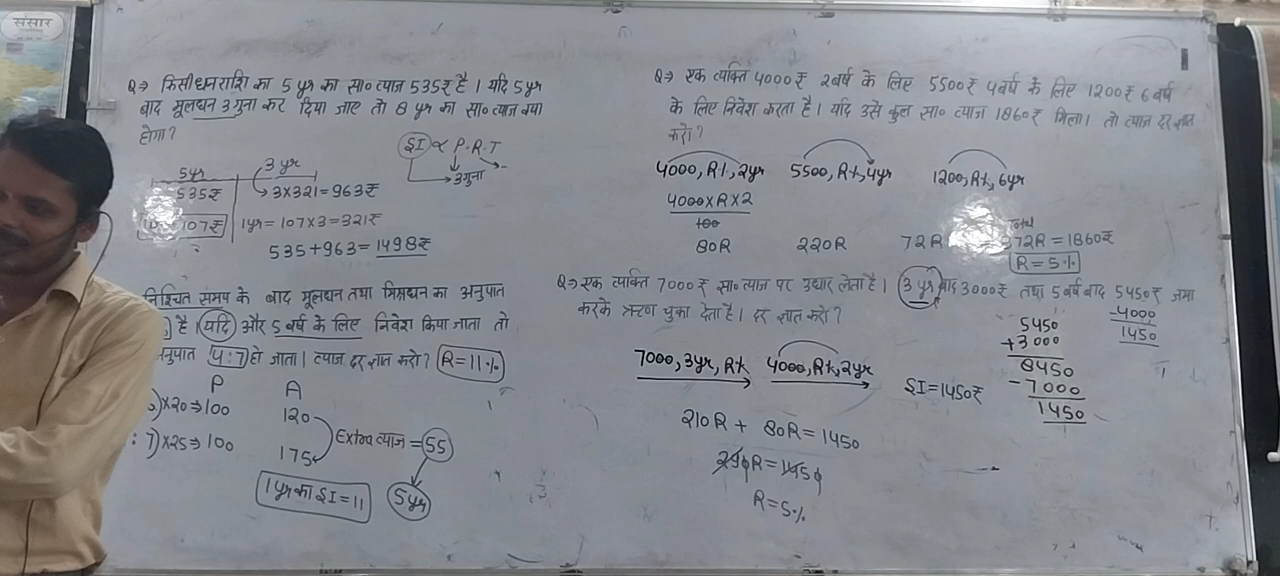 संसार
Q⇒ किसी धनराशि का 5 yr का सा० ब्याज 535₹ है। यदि 5yr
बाद मूलधन 3 गुना कर दिया जाए तो 8 yr का सा० ब्याज क्या
होगा?
SI ∝ P.R.T
3गुना
5yr 3 yr
535₹ 3×321=963₹
107₹ 1yr=107×3=321₹
535+963=1498₹
निश्चित समय के बाद मूलधन तथा मिश्रधन का अनुपात
है। यदि और 5 वर्ष के लिए निवेश किया जाता तो
अनुपात 4:7 हो जाता। ब्याज दर ज्ञात करो? R=11%
P A
)×20⇒100 120
: 7)×25⇒100 175
Extra ब्याज = 55
5yr
1 yr का SI=11
Q⇒ एक व्यक्ति 4000₹ 2वर्ष के लिए 5500₹ 4वर्ष के लिए 1200₹ 6 वर्ष
के लिए निवेश करता है। यदि उसे कुल सा० ब्याज 1860₹ मिला। तो ब्याज दर ज्ञात
करो?
4000, R%, 2yr 5500, R%, 4yr 1200, R%, 6yr
4000×R×2
100
80R 220R 72R 372R = 1860₹
R=5%
Q⇒ एक व्यक्ति 7000₹ सा० ब्याज पर उधार लेता है। 3 yr बाद 3000₹ तथा 5 वर्ष बाद 5450₹ जमा
करके ऋण चुका देता है। दर ज्ञात करो?
7000, 3yr, R% 4000, R%, 2yr SI=1450₹
210R + 80R = 1450
290R = 1450
R=5%
5450
+3000
8450
-7000
1450
-4000
1450